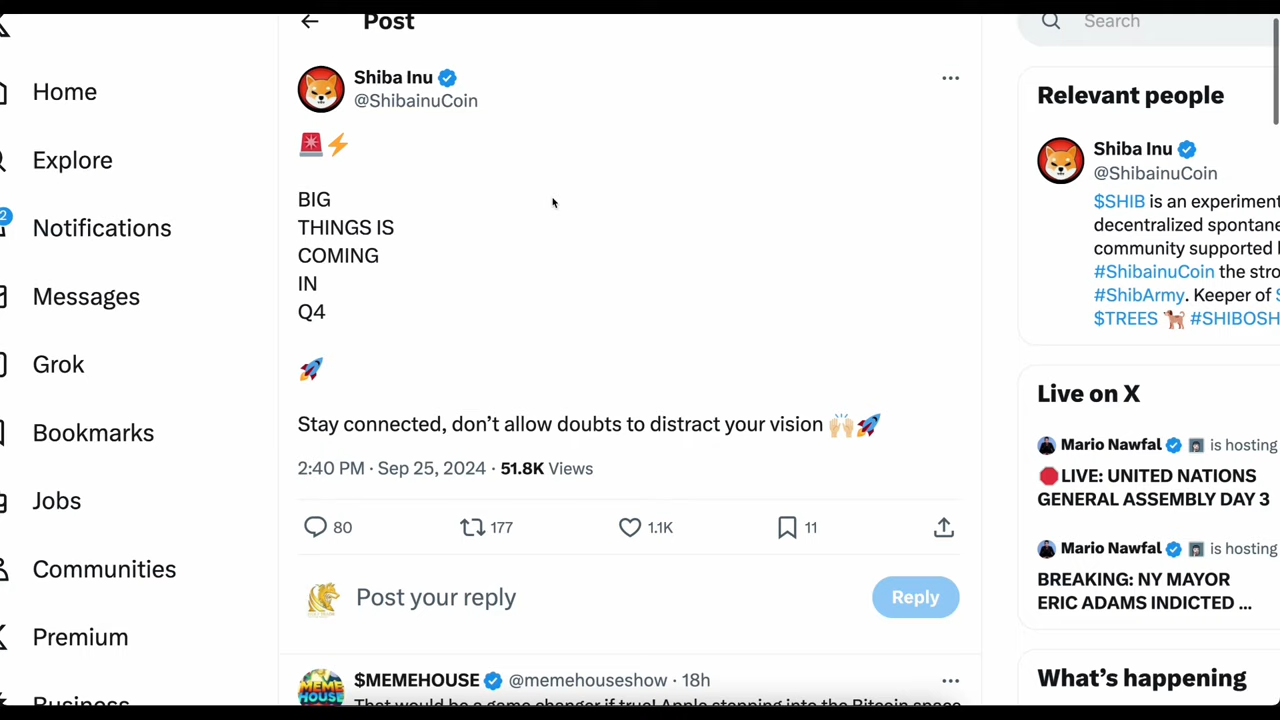 Post
Search
Home
Explore
2
Notifications
Messages
Grok
Bookmarks
Jobs
Communities
Premium
Business
Shiba Inu
@ShibainuCoin
BIG
THINGS IS
COMING
IN
Q4
Stay connected, don’t allow doubts to distract your vision
2:40 PM · Sep 25, 2024 · 51.8K Views
80 177 1.1K 11
Post your reply
Reply
$MEMEHOUSE @memehouseshow · 18h
That would be a game changer if true! Apple stepping into the Bitcoin space
Relevant people
Shiba Inu
@ShibainuCoin
$SHIB is an experiment
decentralized spontane
community supported
#ShibainuCoin the stro
#ShibArmy. Keeper of
$TREES #SHIBOSH
Live on X
Mario Nawfal is hosting
LIVE: UNITED NATIONS
GENERAL ASSEMBLY DAY 3
Mario Nawfal is hosting
BREAKING: NY MAYOR
ERIC ADAMS INDICTED ...
What’s happening